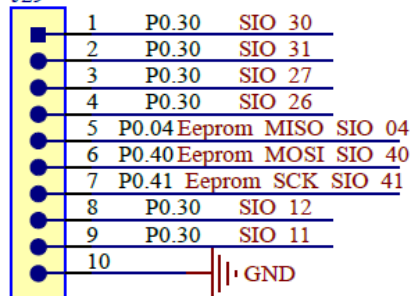 1 P0.30 SIO 30
2 P0.30 SIO 31
3 P0.30 SIO 27
4 P0.30 SIO 26
5 P0.04 Eeprom MISO SIO 04
6 P0.40 Eeprom MOSI SIO 40
7 P0.41 Eeprom SCK SIO 41
8 P0.30 SIO 12
9 P0.30 SIO 11
10
GND